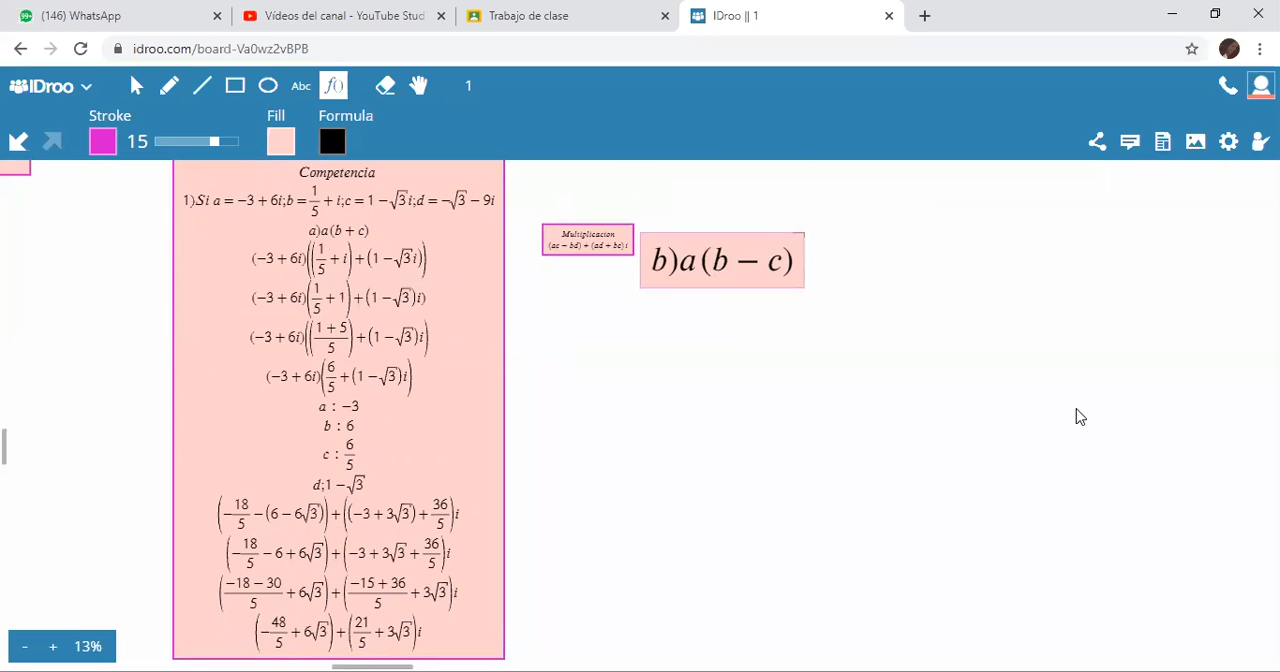 (146) WhatsApp
Vídeos del canal - YouTube Stud
Trabajo de clase
IDroo || 1
idroo.com/board-Va0wz2vBPB
IDroo
Abc
f()
1
Stroke
Fill
Formula
15
Competencia
1)Si a = −3 + 6i;b = 1/5 + i;c = 1 − √3 i;d = −√3 − 9i
a)a(b + c)
(−3 + 6i)((1/5 + i) + (1 − √3i))
(−3 + 6i)(1/5 + 1) + (1 − √3)i)
(−3 + 6i)((1 + 5)/5) + (1 − √3)i)
(−3 + 6i)(6/5 + (1 − √3)i)
a : −3
b : 6
c : 6/5
d;1 − √3
(−18/5 − (6 − 6√3)) + ((−3 + 3√3) + 36/5)i
(−18/5 − 6 + 6√3) + (−3 + 3√3 + 36/5)i
((−18 − 30)/5 + 6√3) + ((−15 + 36)/5 + 3√3)i
(−48/5 + 6√3) + (21/5 + 3√3)i
Multiplicacion
(ac − bd) + (ad + bc) i
b)a(b − c)
- + 13%